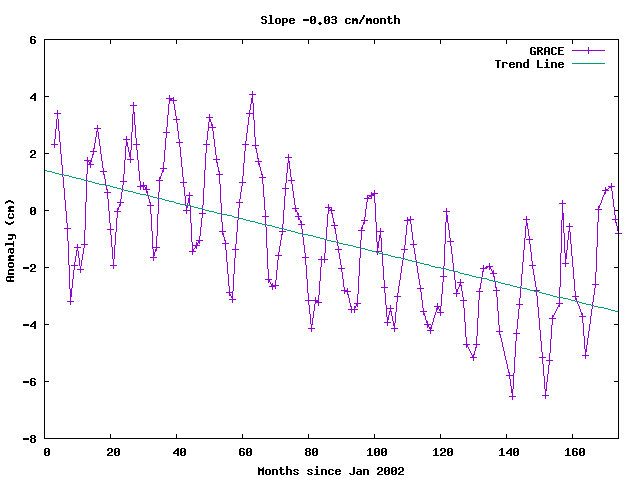 Slope -0.03 cm/month
GRACE
Trend Line
6
4
2
0
-2
-4
-6
-8
Anomaly (cm)
0 20 40 60 80 100 120 140 160
Months since Jan 2002